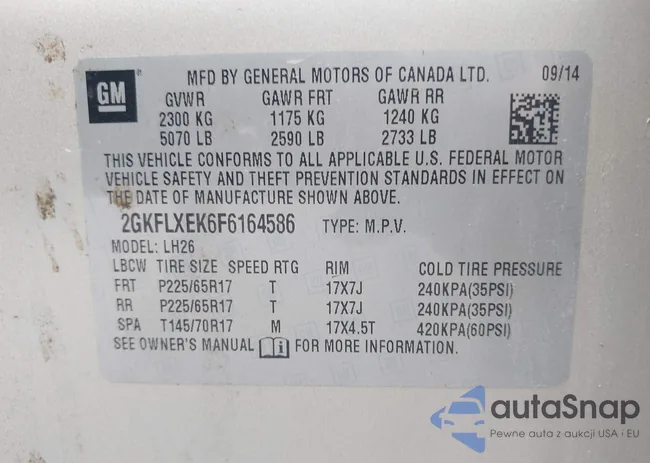 GM
MFD BY GENERAL MOTORS OF CANADA LTD. 09/14
GVWR GAWR FRT GAWR RR
2300 KG 1175 KG 1240 KG
5070 LB 2590 LB 2733 LB
THIS VEHICLE CONFORMS TO ALL APPLICABLE U.S. FEDERAL MOTOR
VEHICLE SAFETY AND THEFT PREVENTION STANDARDS IN EFFECT ON
THE DATE OF MANUFACTURE SHOWN ABOVE.
2GKFLXEK6F6164586 TYPE: M.P.V.
MODEL: LH26
LBCW TIRE SIZE SPEED RTG RIM COLD TIRE PRESSURE
FRT P225/65R17 T 17X7J 240KPA(35PSI)
RR P225/65R17 T 17X7J 240KPA(35PSI)
SPA T145/70R17 M 17X4.5T 420KPA(60PSI)
SEE OWNER'S MANUAL i FOR MORE INFORMATION.
autaSnap
Pewne auta z aukcji USA i EU